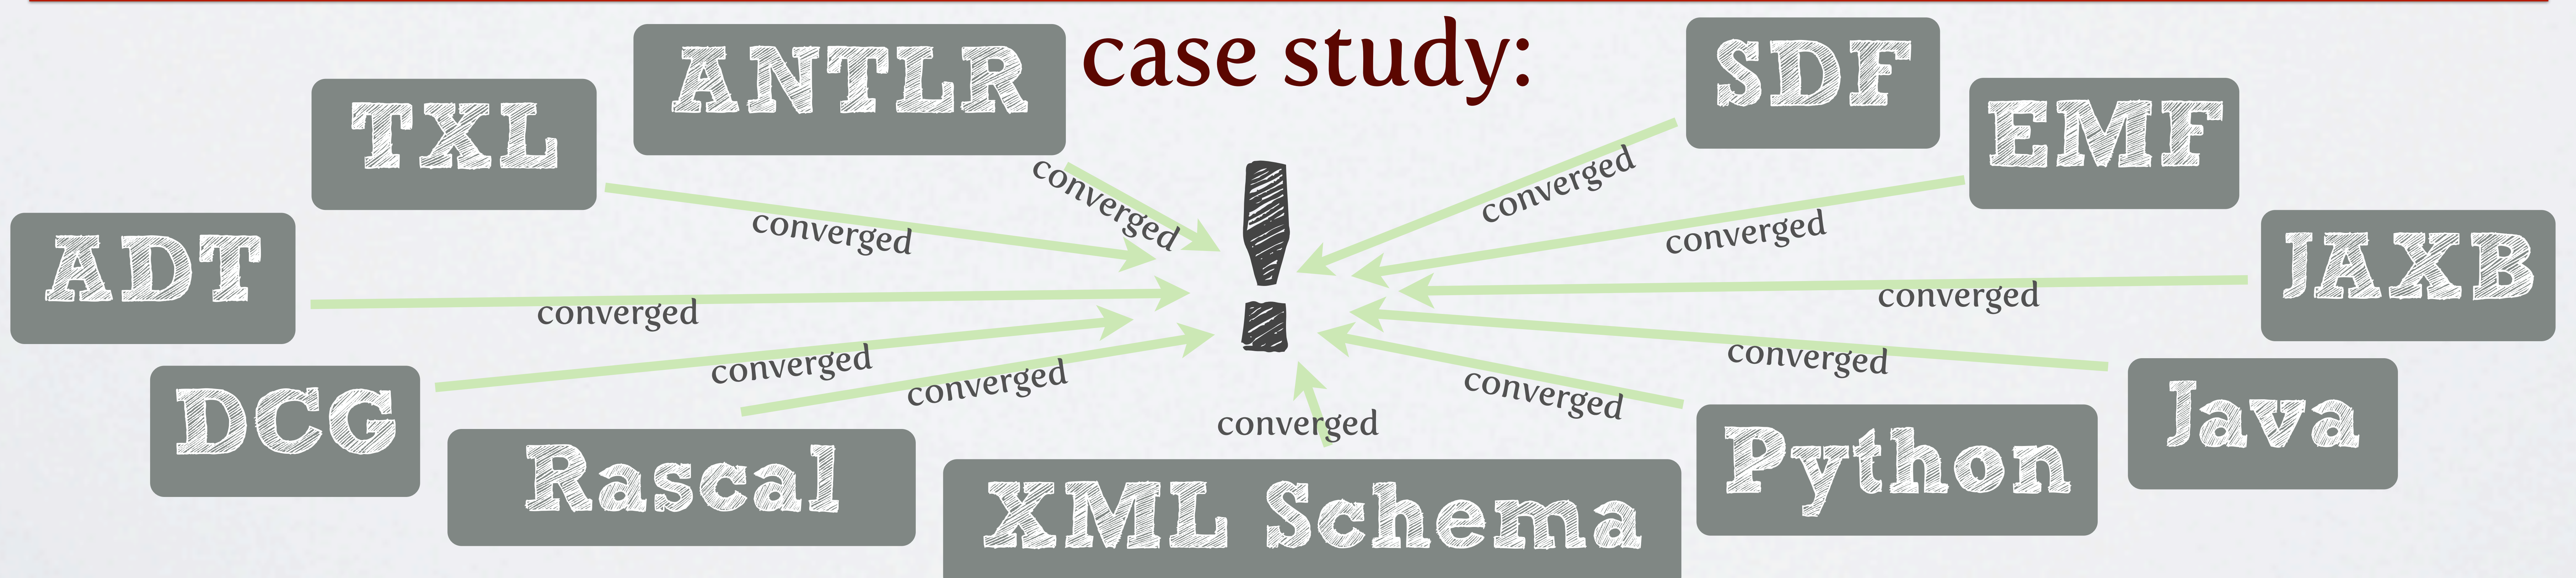 case study:
ANTLR
SDF
TXL
EMF
converged
converged
converged
converged
ADT
!
JAXB
converged
converged
converged
converged
converged
converged
DCG
Java
converged
Rascal
Python
XML Schema